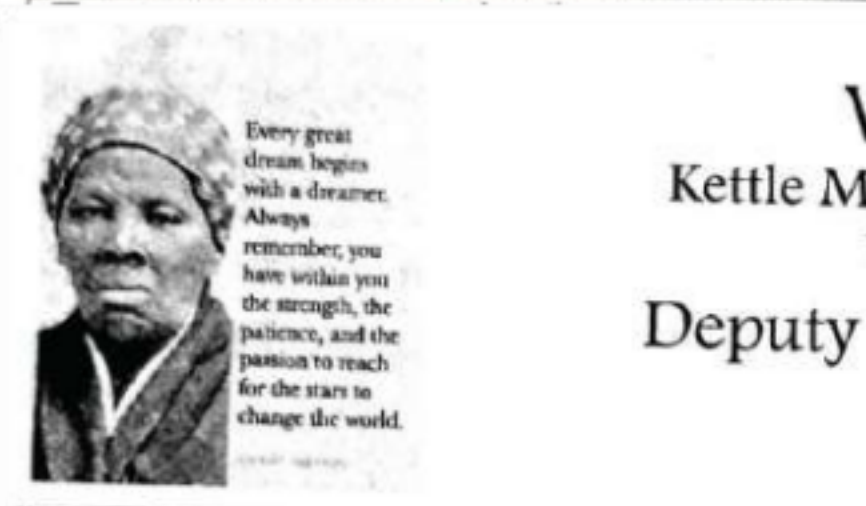 Every great
dream begins
with a dreamer.
Always
remember, you
have within you
the strength, the
patience, and the
passion to reach
for the stars to
change the world.
Kettle M
Deputy